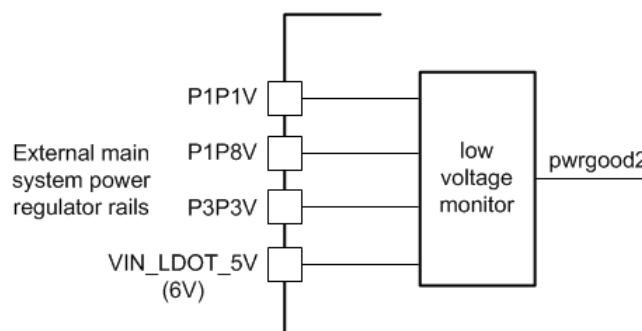 P1P1V
External main
system power
regulator rails
P1P8V
P3P3V
VIN_LDOT_5V
(6V)
low
voltage
monitor
pwrgood2